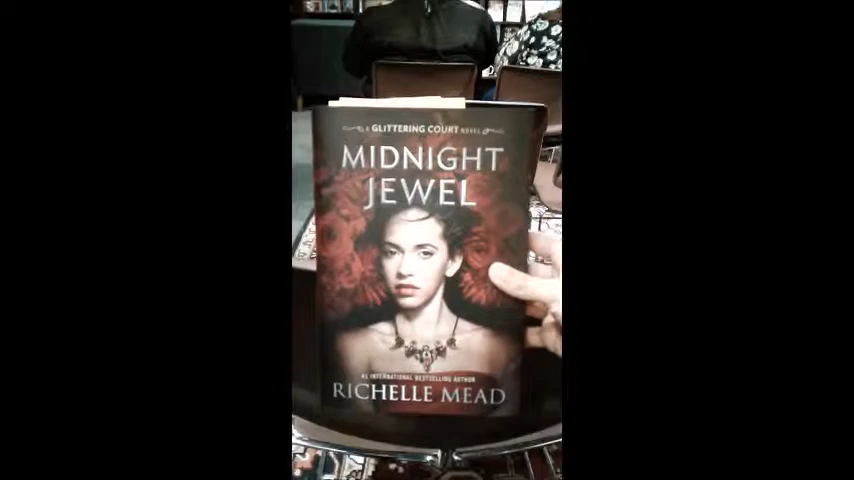 A GLITTERING COURT NOVEL
MIDNIGHT
JEWEL
#1 INTERNATIONAL BESTSELLING AUTHOR
RICHELLE MEAD